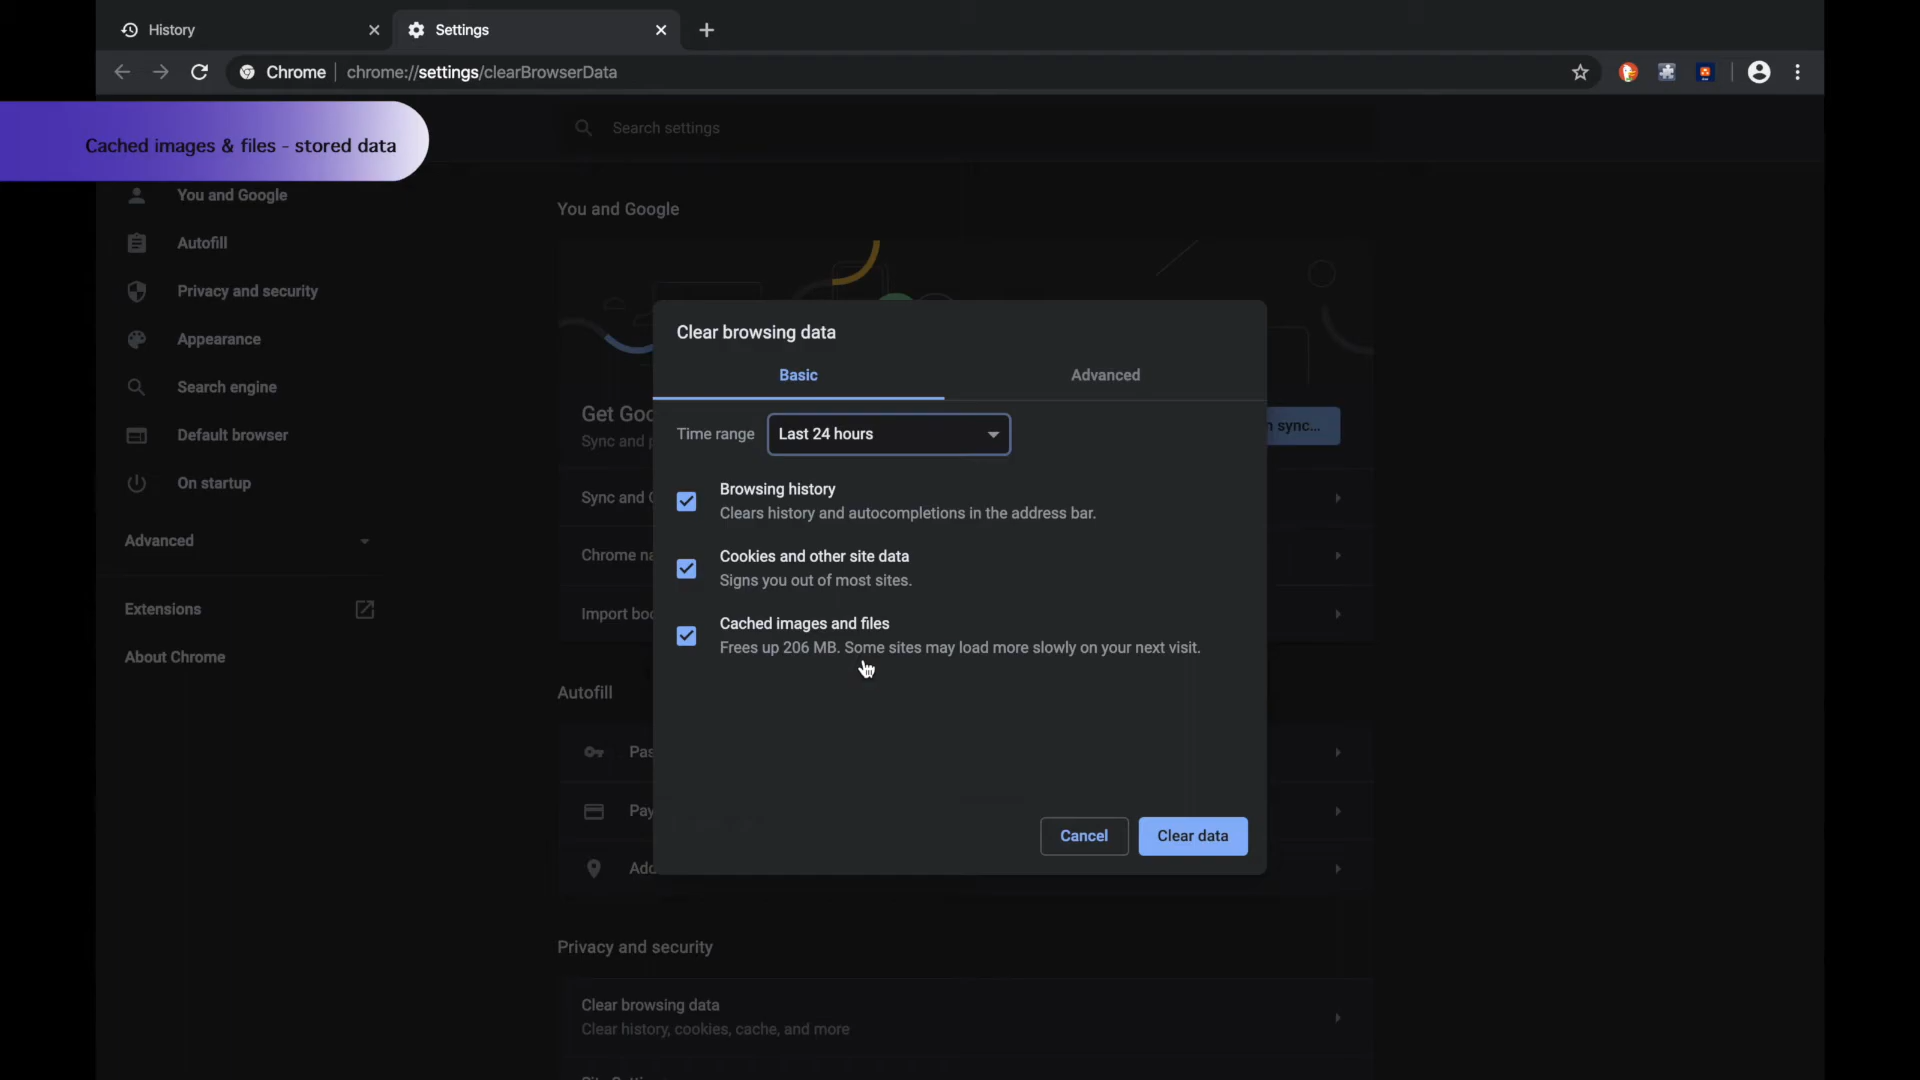 History
Settings
Chrome
chrome://settings/clearBrowserData
Cached images & files - stored data
Search settings
You and Google
Autofill
Privacy and security
Appearance
Search engine
Default browser
On startup
Advanced
Extensions
About Chrome
You and Google
Clear browsing data
Basic
Advanced
Time range
Last 24 hours
Browsing history
Clears history and autocompletions in the address bar.
Cookies and other site data
Signs you out of most sites.
Cached images and files
Frees up 206 MB. Some sites may load more slowly on your next visit.
Cancel
Clear data
Sync and
sync...
Autofill
Privacy and security
Clear browsing data
Clear history, cookies, cache, and more